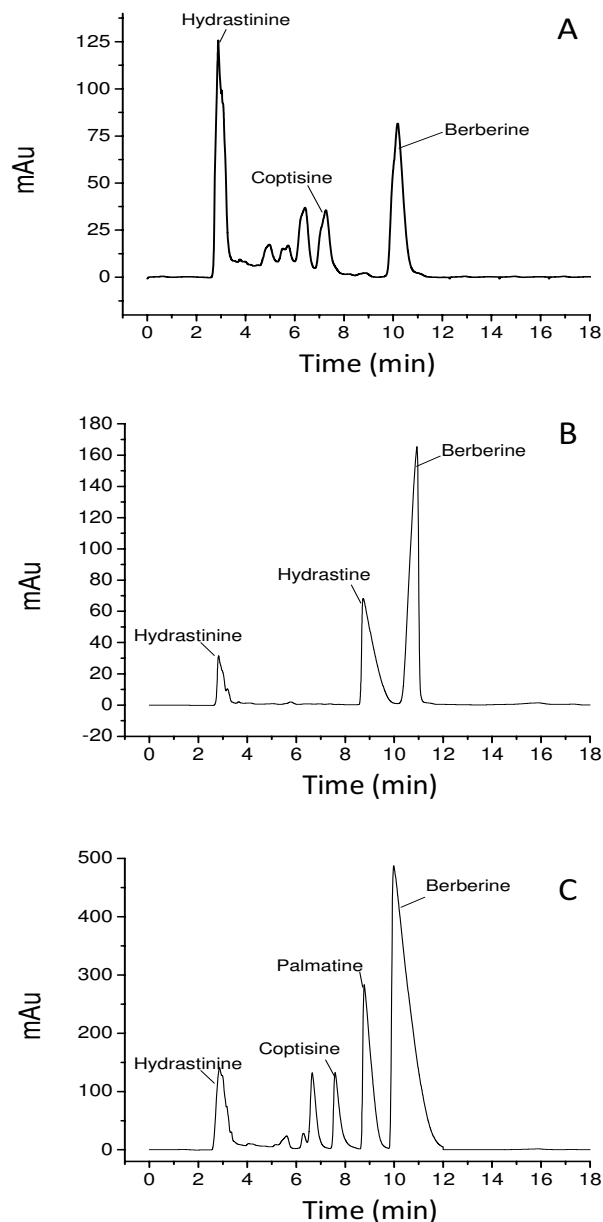 Hydrastinine
A
125
100
Berberine
75
mAu
50
Coptisine
25
0
0 2 4 6 8 10 12 14 16 18
Time (min)
180
B
160
Berberine
140
120
100
mAu
80
Hydrastine
60
Hydrastinine
40
20
0
-20
0 2 4 6 8 10 12 14 16 18
Time (min)
500
Berberine
C
400
Palmatine
300
mAu
200
Coptisine
Hydrastinine
100
0
0 2 4 6 8 10 12 14 16 18
Time (min)